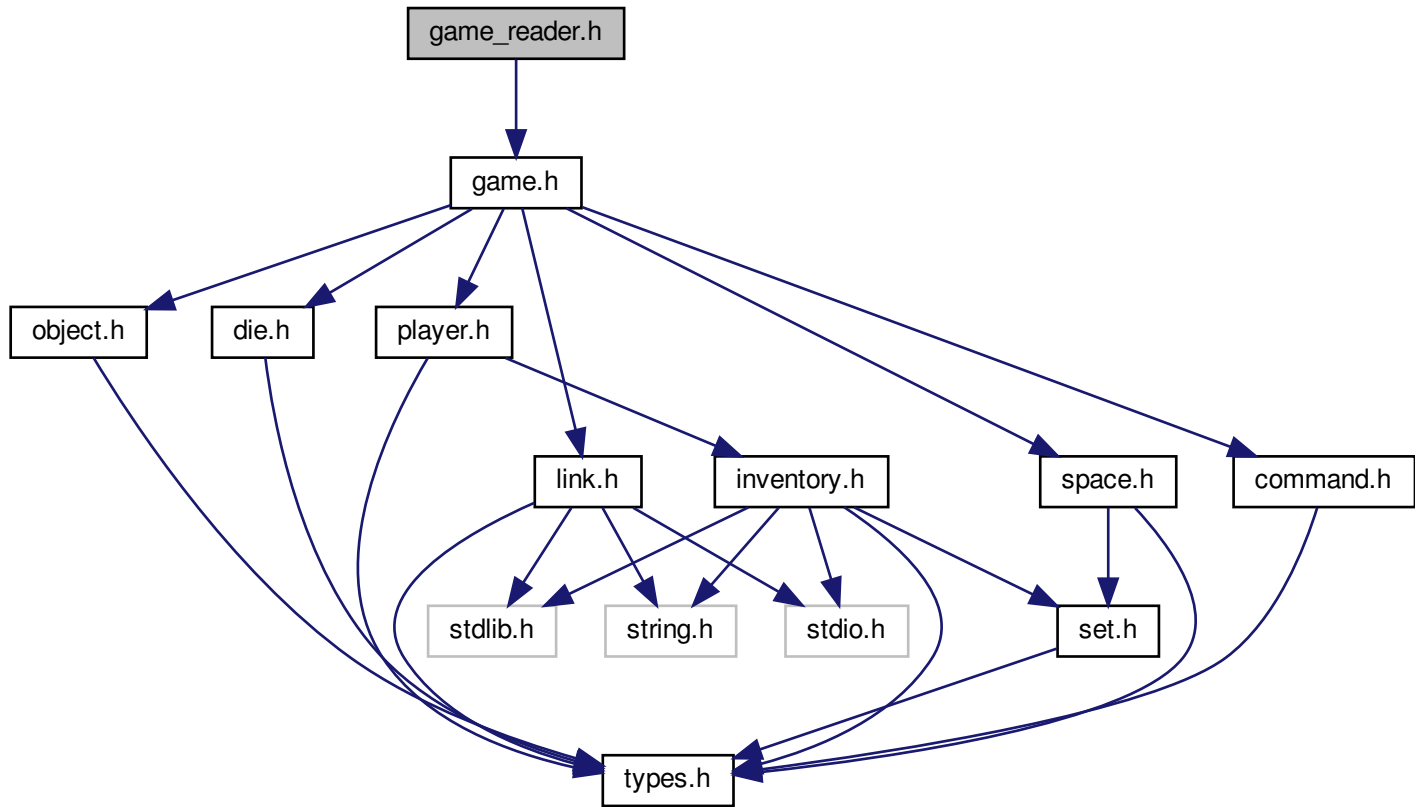 game_reader.h
game.h
object.h
die.h
player.h
link.h
inventory.h
space.h
command.h
stdlib.h
string.h
stdio.h
set.h
types.h